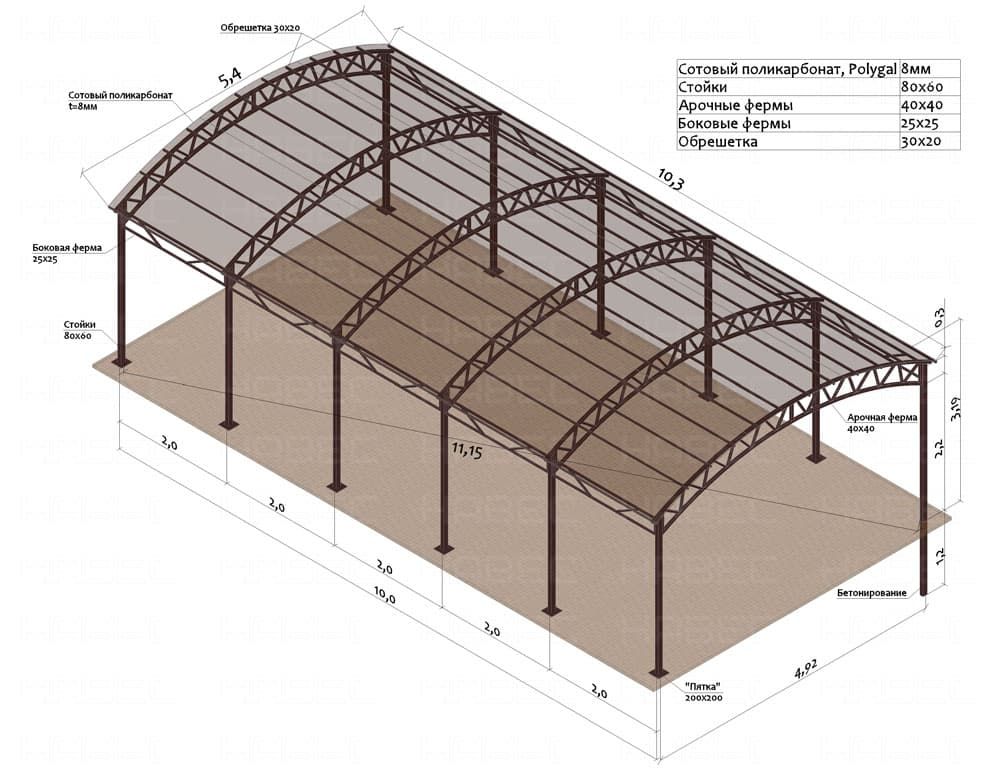 Обрешетка 30х20
5,4
Сотовый поликарбонат
t=8мм
Сотовый поликарбонат, Polygal 8мм
Стойки 80х60
Арочные фермы 40х40
Боковые фермы 25х25
Обрешетка 30х20
10,3
Боковая ферма
25х25
Стойки
80х60
0,3
3,19
2,2
Арочная ферма
40х40
11,15
2,0
2,0
2,0
10,0
2,0
2,0
1,2
Бетонирование
4,92
"Пятка"
200х200